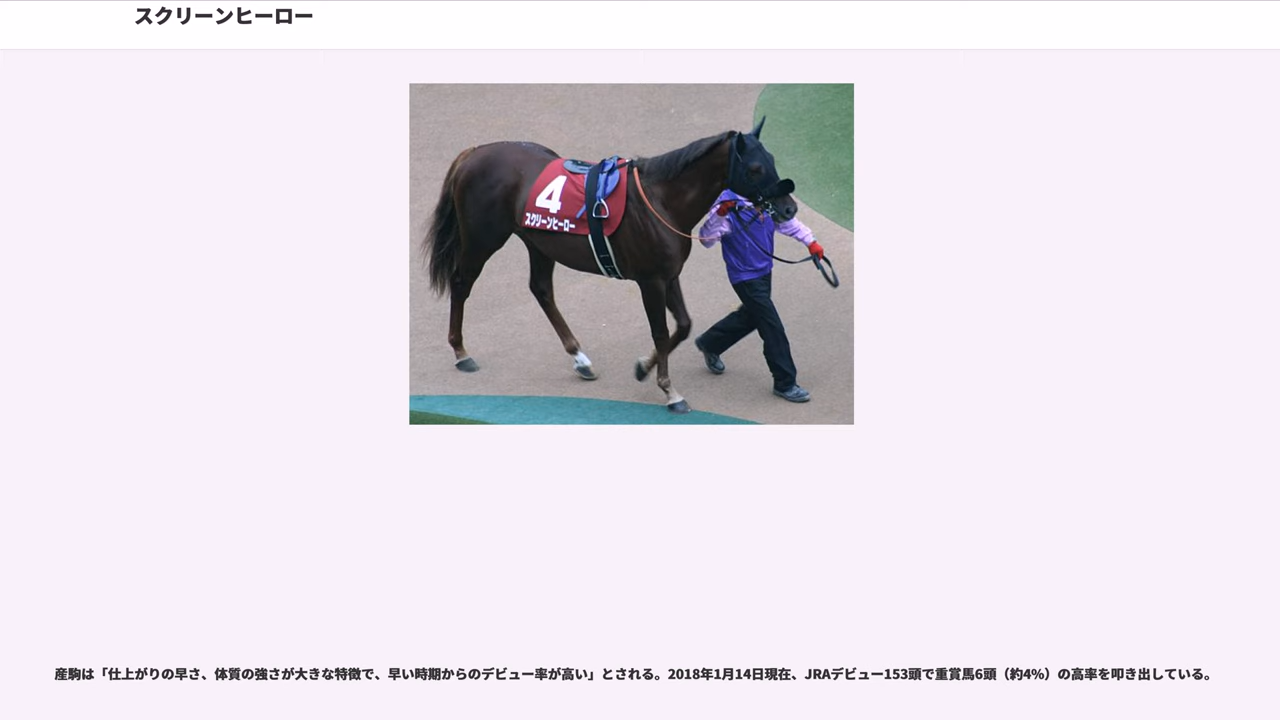 スクリーンヒーロー
4
スクリーンヒーロー
産駒は「仕上がりの早さ、体質の強さが大きな特徴で、早い時期からのデビュー率が高い」とされる。2018年1月14日現在、JRAデビュー153頭で重賞馬6頭（約4%）の高率を叩き出している。